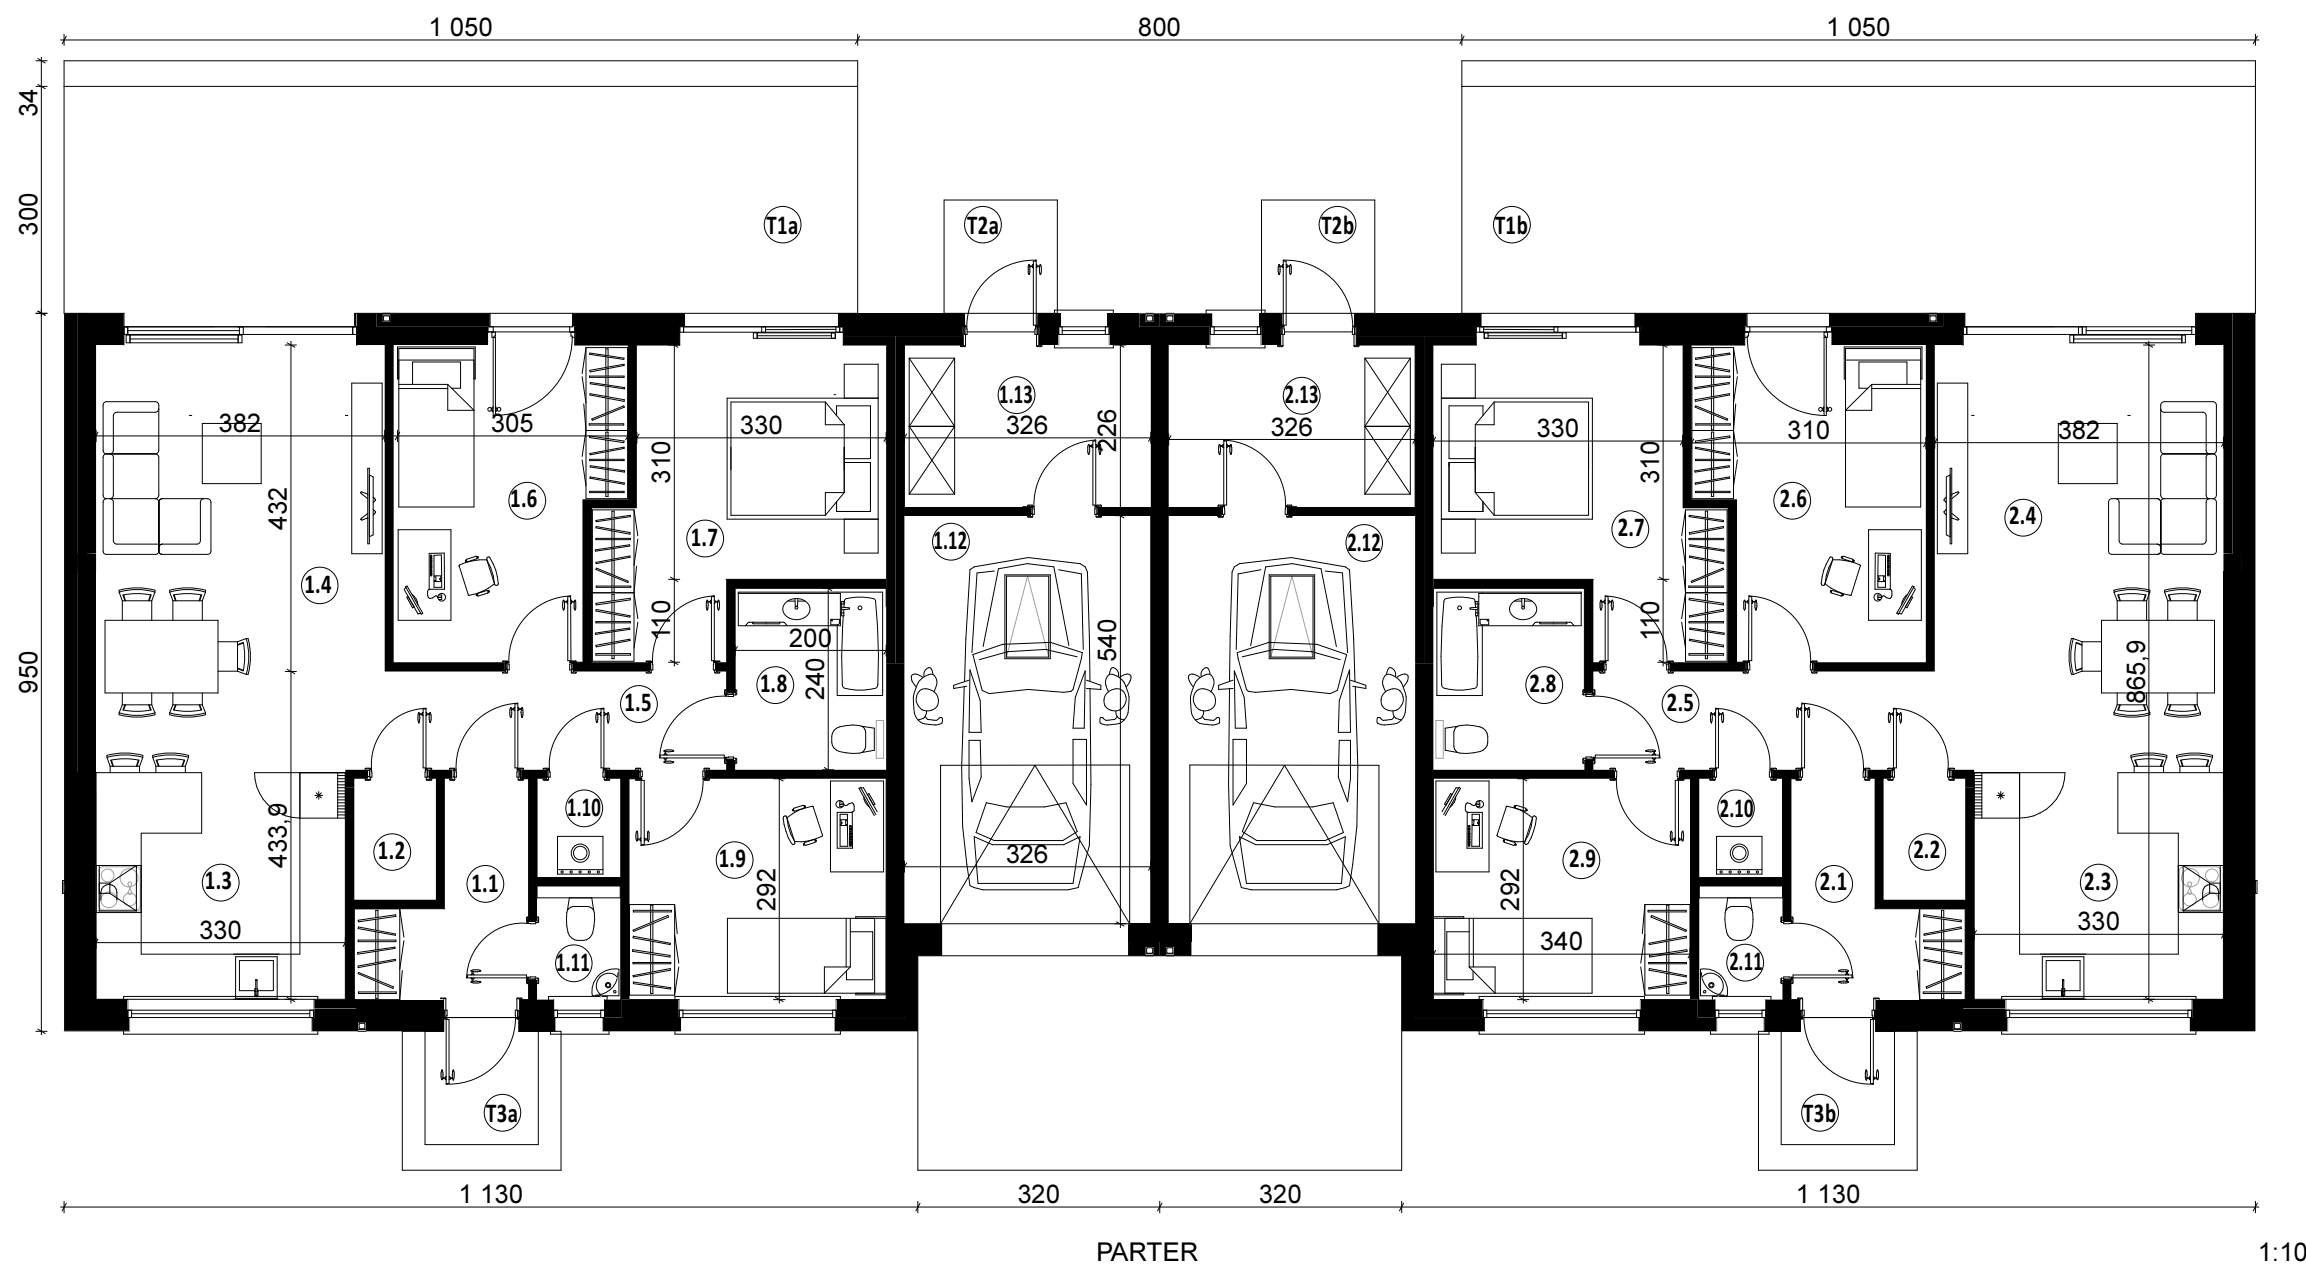 1 050 800 1 050
34
300
T1a T2a T2b T1b
950
1.13 2.13
382 305 330 326 226 326 330 310 382
310 310
432 1.6 2.6 2.4
1.7 1.12 2.12 2.7
1.4
110 200 540 110
865,9
1.8 240 2.8
1.5 2.5
433,9 1.10 2.10
1.2 1.9 326 2.9 2.2
1.3 1.1 292 292 2.1 2.3
330 340 330
1.11 2.11
T3a T3b
1 130 320 320 1 130
PARTER 1:10